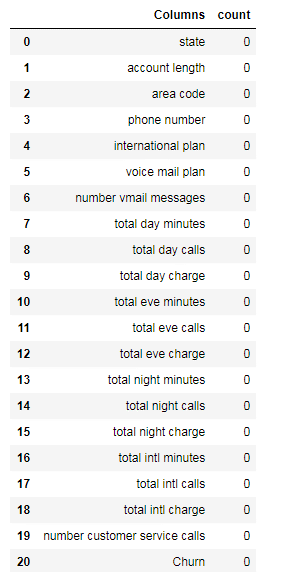 Columns count
0 state 0
1 account length 0
2 area code 0
3 phone number 0
4 international plan 0
5 voice mail plan 0
6 number vmail messages 0
7 total day minutes 0
8 total day calls 0
9 total day charge 0
10 total eve minutes 0
11 total eve calls 0
12 total eve charge 0
13 total night minutes 0
14 total night calls 0
15 total night charge 0
16 total intl minutes 0
17 total intl calls 0
18 total intl charge 0
19 number customer service calls 0
20 Churn 0